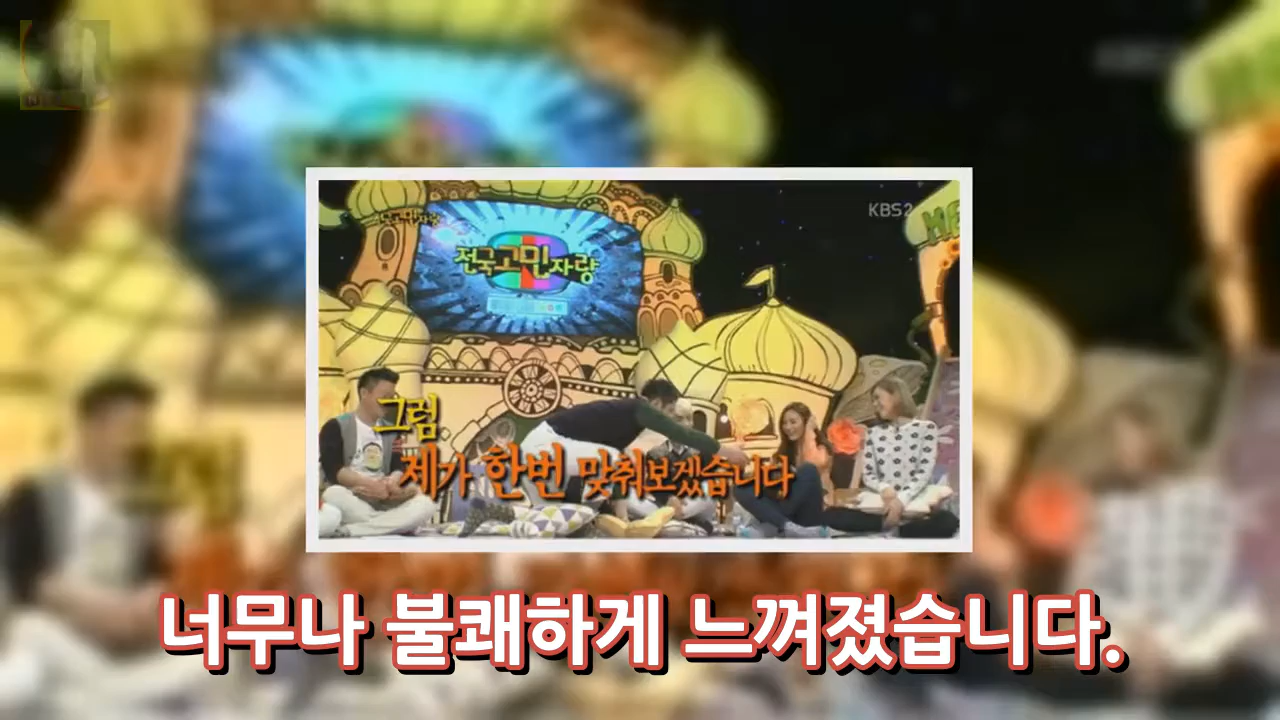 KBS2
전국고민자랑
그럼
제가 한번 맞춰보겠습니다
너무나 불쾌하게 느껴졌습니다.